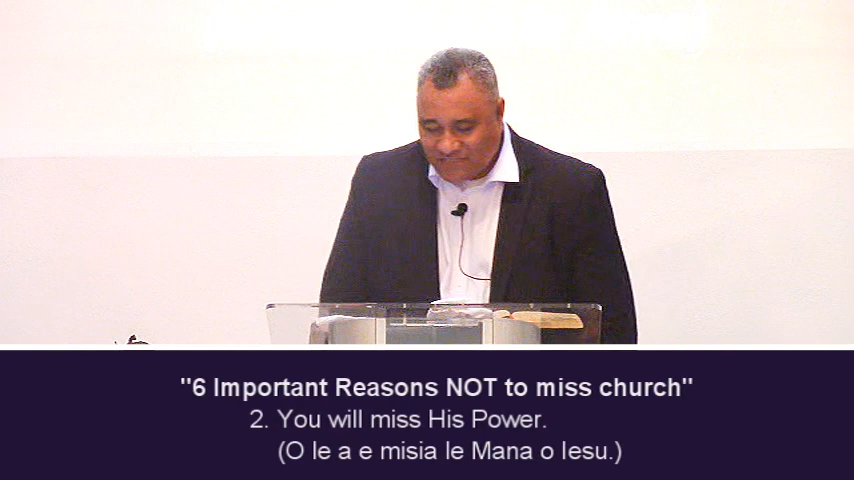 "6 Important Reasons NOT to miss church"
2. You will miss His Power.
(O le a e misia le Mana o Iesu.)